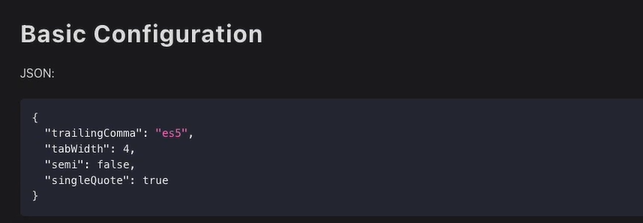 Basic Configuration
JSON:
{
  "trailingComma": "es5",
  "tabWidth": 4,
  "semi": false,
  "singleQuote": true
}